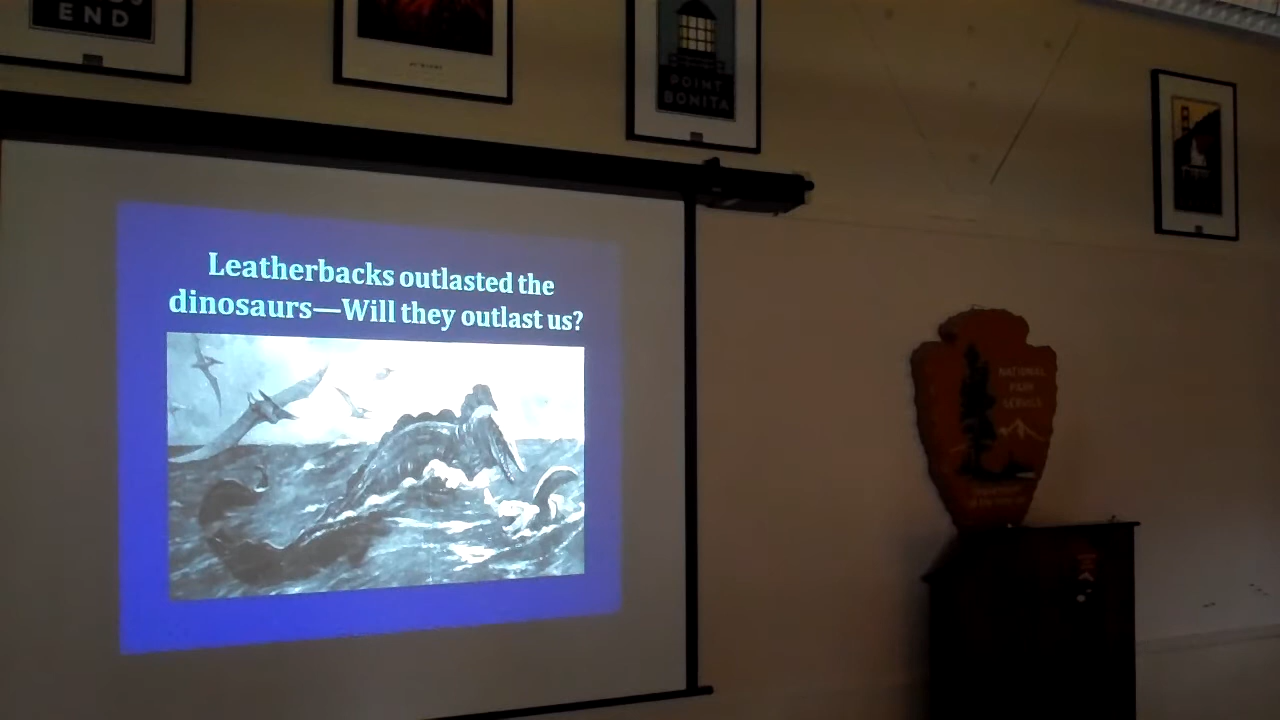 END
POINT
BONITA
Leatherbacks outlasted the
dinosaurs—Will they outlast us?
NATIONAL
PARK
SERVICE